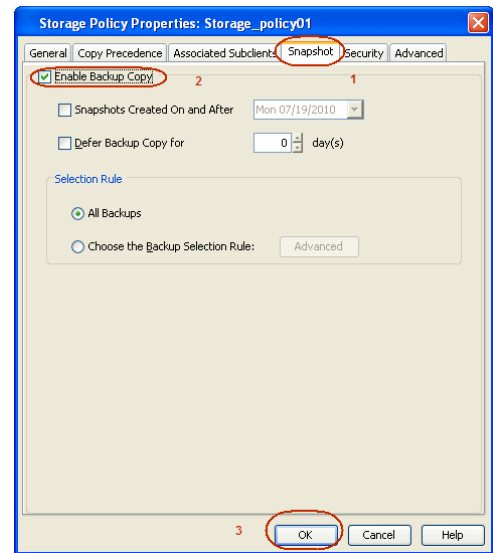 Storage Policy Properties: Storage_policy01
General Copy Precedence Associated Subclients Snapshot Security Advanced
Enable Backup Copy 2 1
Snapshots Created On and After Mon 07/19/2010
Defer Backup Copy for 0 day(s)
Selection Rule
All Backups
Choose the Backup Selection Rule: Advanced
3 OK Cancel Help